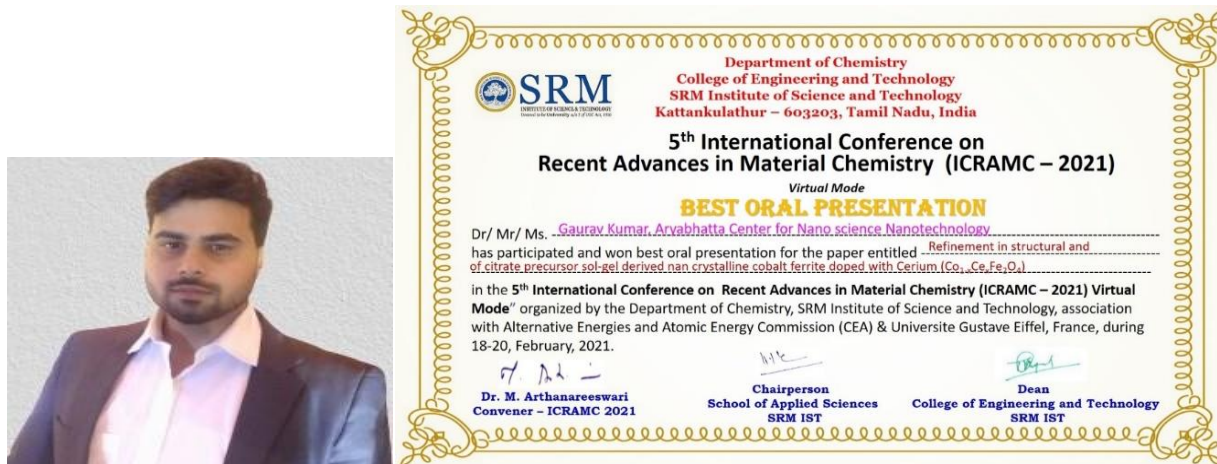 Department of Chemistry
College of Engineering and Technology
SRM Institute of Science and Technology
Kattankulathur – 603203, Tamil Nadu, India
SRM
INSTITUTE OF SCIENCE & TECHNOLOGY
5th International Conference on
Recent Advances in Material Chemistry (ICRAMC – 2021)
Virtual Mode
BEST ORAL PRESENTATION
Dr/ Mr/ Ms. Gaurav Kumar, Aryabhatta Center for Nano science Nanotechnology
has participated and won best oral presentation for the paper entitled Refinement in structural and
of citrate precursor sol-gel derived nan crystalline cobalt ferrite doped with Cerium (Co1-xCexFe2O4)
in the 5th International Conference on Recent Advances in Material Chemistry (ICRAMC – 2021) Virtual
Mode" organized by the Department of Chemistry, SRM Institute of Science and Technology, association
with Alternative Energies and Atomic Energy Commission (CEA) & Universite Gustave Eiffel, France, during
18-20, February, 2021.
Dr. M. Arthanareeswari
Convener – ICRAMC 2021
Chairperson
School of Applied Sciences
SRM IST
Dean
College of Engineering and Technology
SRM IST